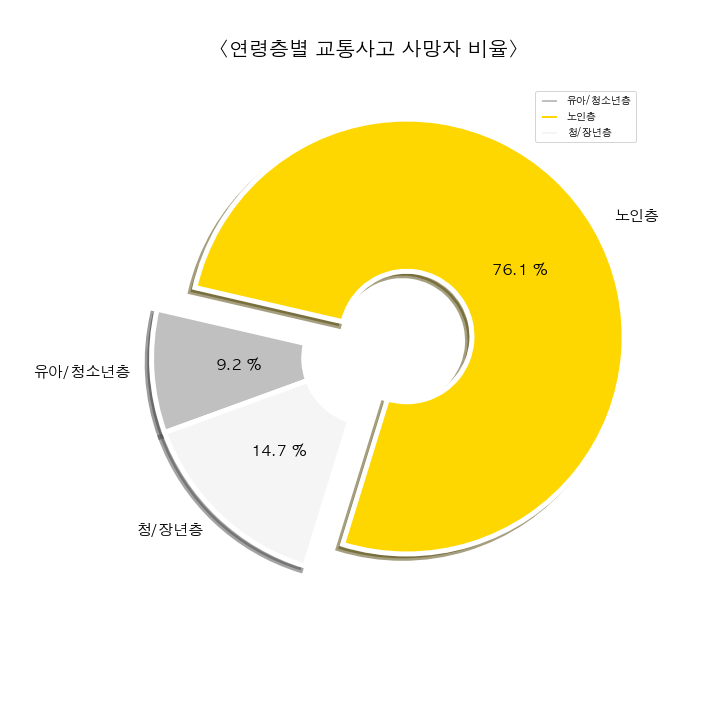 〈연령층별 교통사고 사망자 비율〉
유아/청소년층
노인층
청/장년층
노인층
76.1 %
유아/청소년층
9.2 %
14.7 %
청/장년층